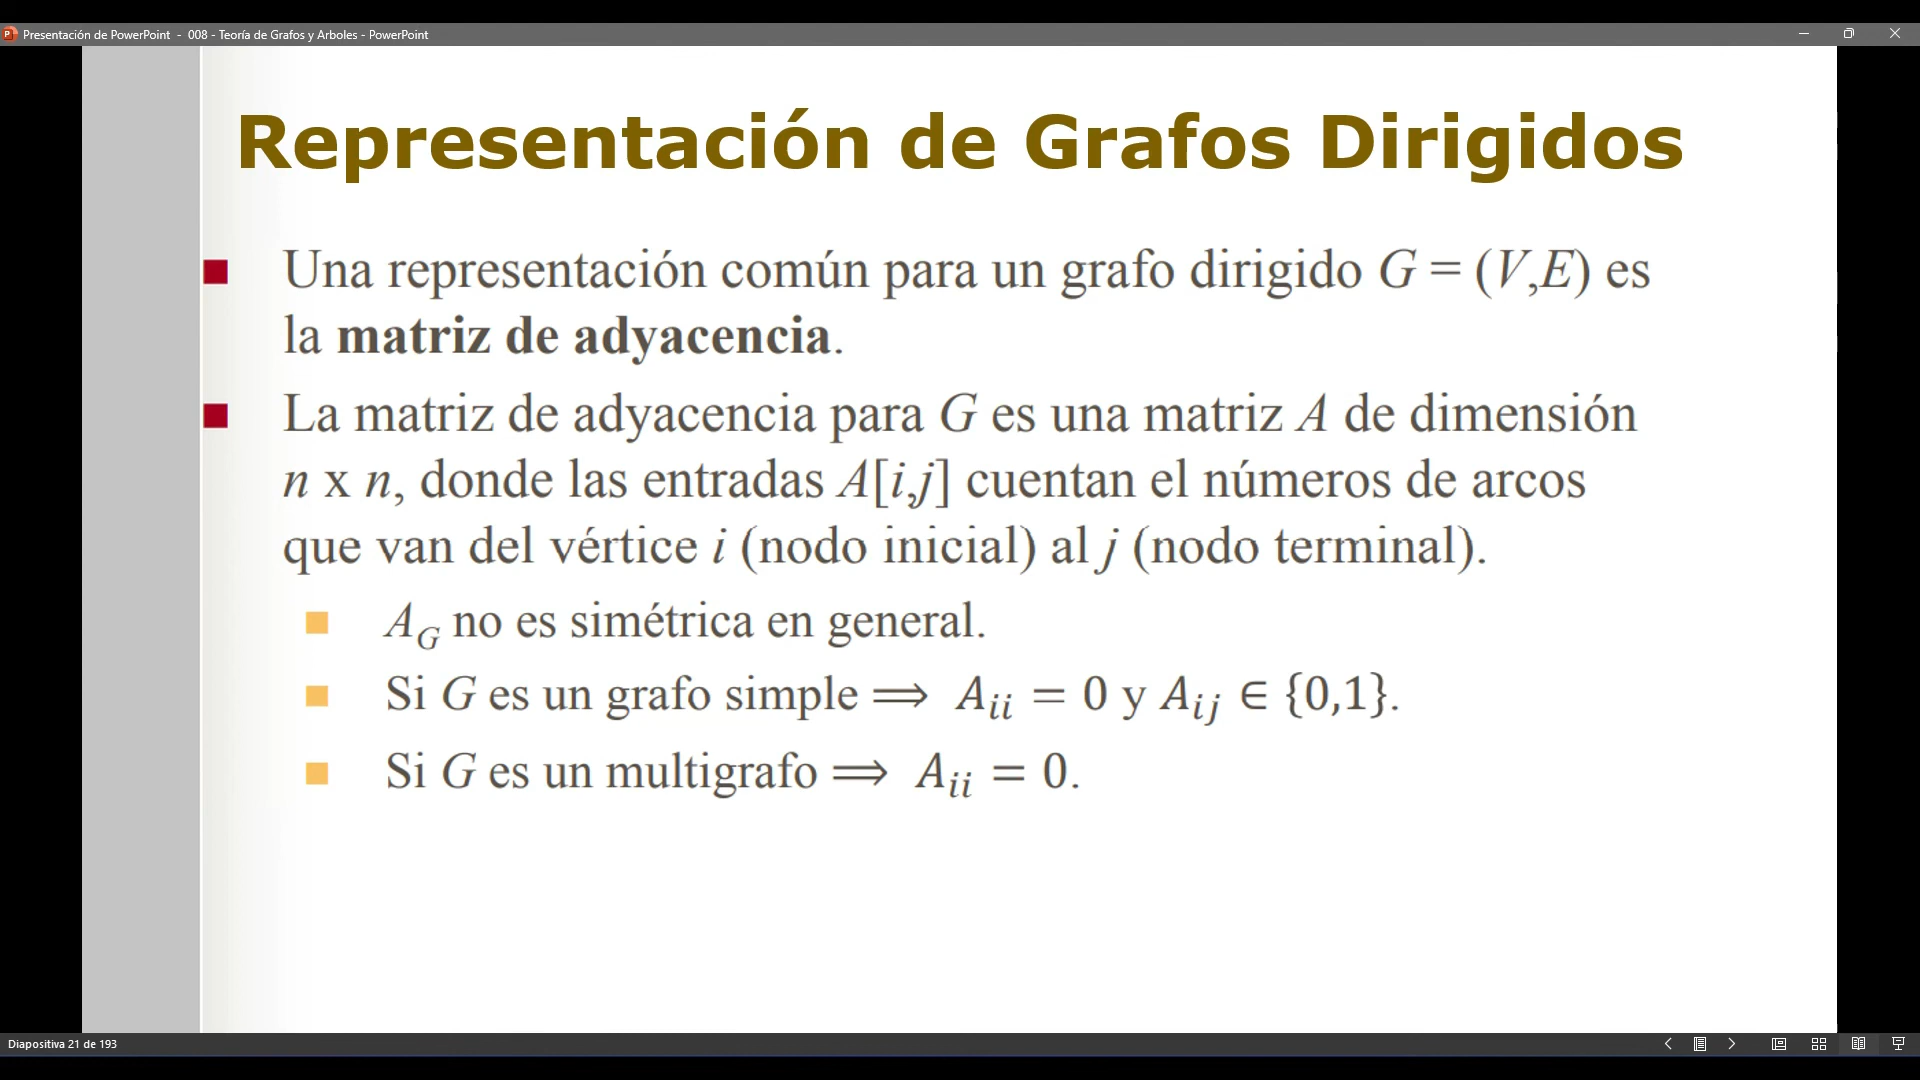 Presentación de PowerPoint - 008 - Teoría de Grafos y Arboles - PowerPoint
Representación de Grafos Dirigidos
Una representación común para un grafo dirigido G = (V,E) es
la matriz de adyacencia.
La matriz de adyacencia para G es una matriz A de dimensión
n x n, donde las entradas A[i,j] cuentan el números de arcos
que van del vértice i (nodo inicial) al j (nodo terminal).
A_G no es simétrica en general.
Si G es un grafo simple ⟹ A_ii = 0 y A_ij ∈ {0,1}.
Si G es un multigrafo ⟹ A_ii = 0.
Diapositiva 21 de 193